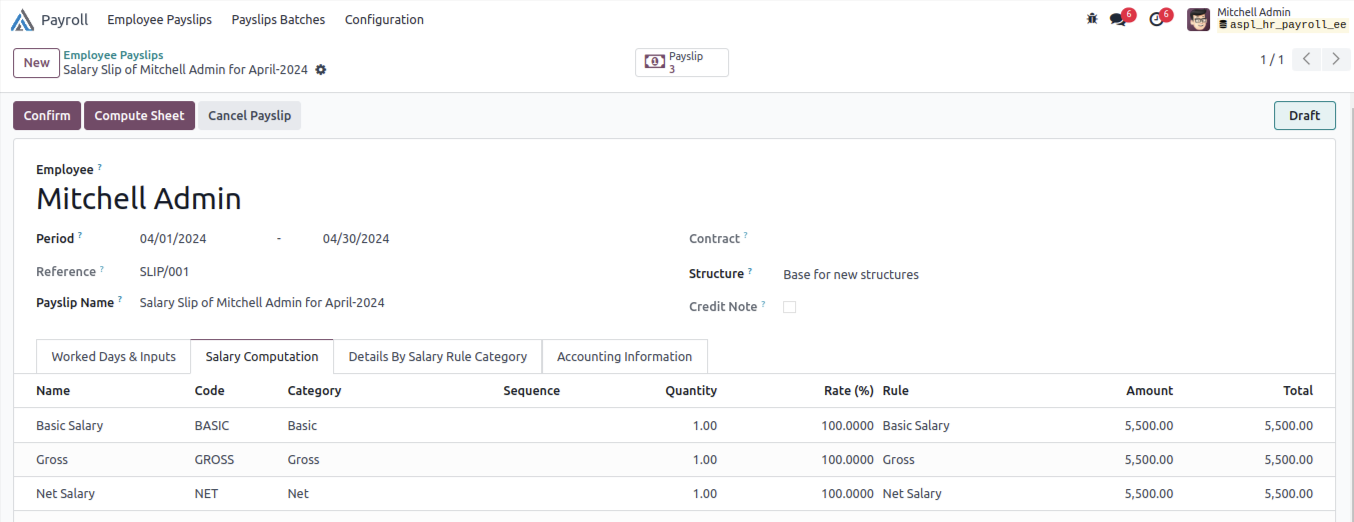 Payroll Employee Payslips Payslips Batches Configuration 6 6 Mitchell Admin
aspl_hr_payroll_ee
New Employee Payslips
Salary Slip of Mitchell Admin for April-2024
Payslip
3
1 / 1
Confirm Compute Sheet Cancel Payslip Draft
Employee ?
Mitchell Admin
Period ? 04/01/2024 - 04/30/2024 Contract ?
Reference ? SLIP/001 Structure ? Base for new structures
Payslip Name ? Salary Slip of Mitchell Admin for April-2024 Credit Note ?
Worked Days & Inputs Salary Computation Details By Salary Rule Category Accounting Information
Name Code Category Sequence Quantity Rate (%) Rule Amount Total
Basic Salary BASIC Basic 1.00 100.0000 Basic Salary 5,500.00 5,500.00
Gross GROSS Gross 1.00 100.0000 Gross 5,500.00 5,500.00
Net Salary NET Net 1.00 100.0000 Net Salary 5,500.00 5,500.00